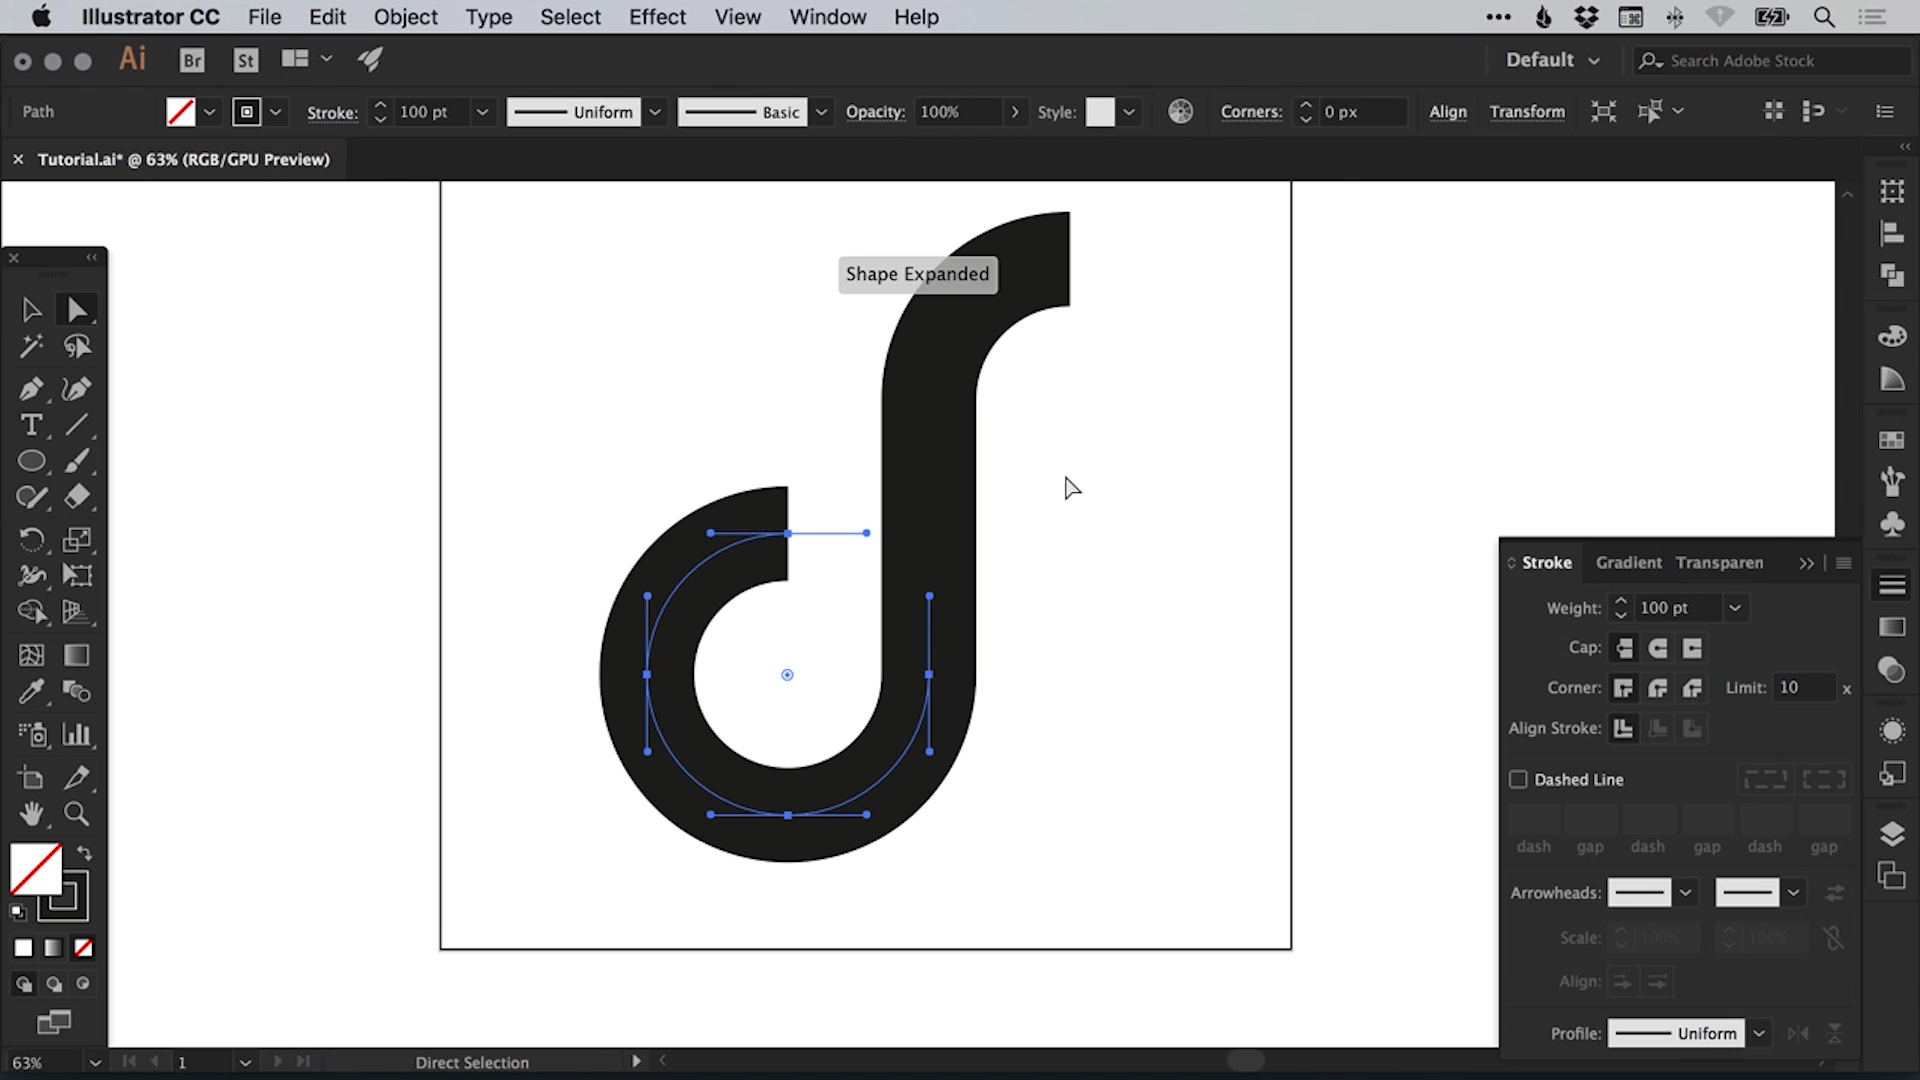 Illustrator CC File Edit Object Type Select Effect View Window Help
Ai Br St Default Search Adobe Stock
Path Stroke: 100 pt Uniform Basic Opacity: 100% Style: Corners: 0 px Align Transform
Tutorial.ai* @ 63% (RGB/GPU Preview)
Shape Expanded
Stroke Gradient Transparen
Weight: 100 pt
Cap:
Corner: Limit: 10 x
Align Stroke:
Dashed Line
dash gap dash gap dash gap
Arrowheads:
Scale: 100% 100%
Align:
Profile: Uniform
63% 1 Direct Selection